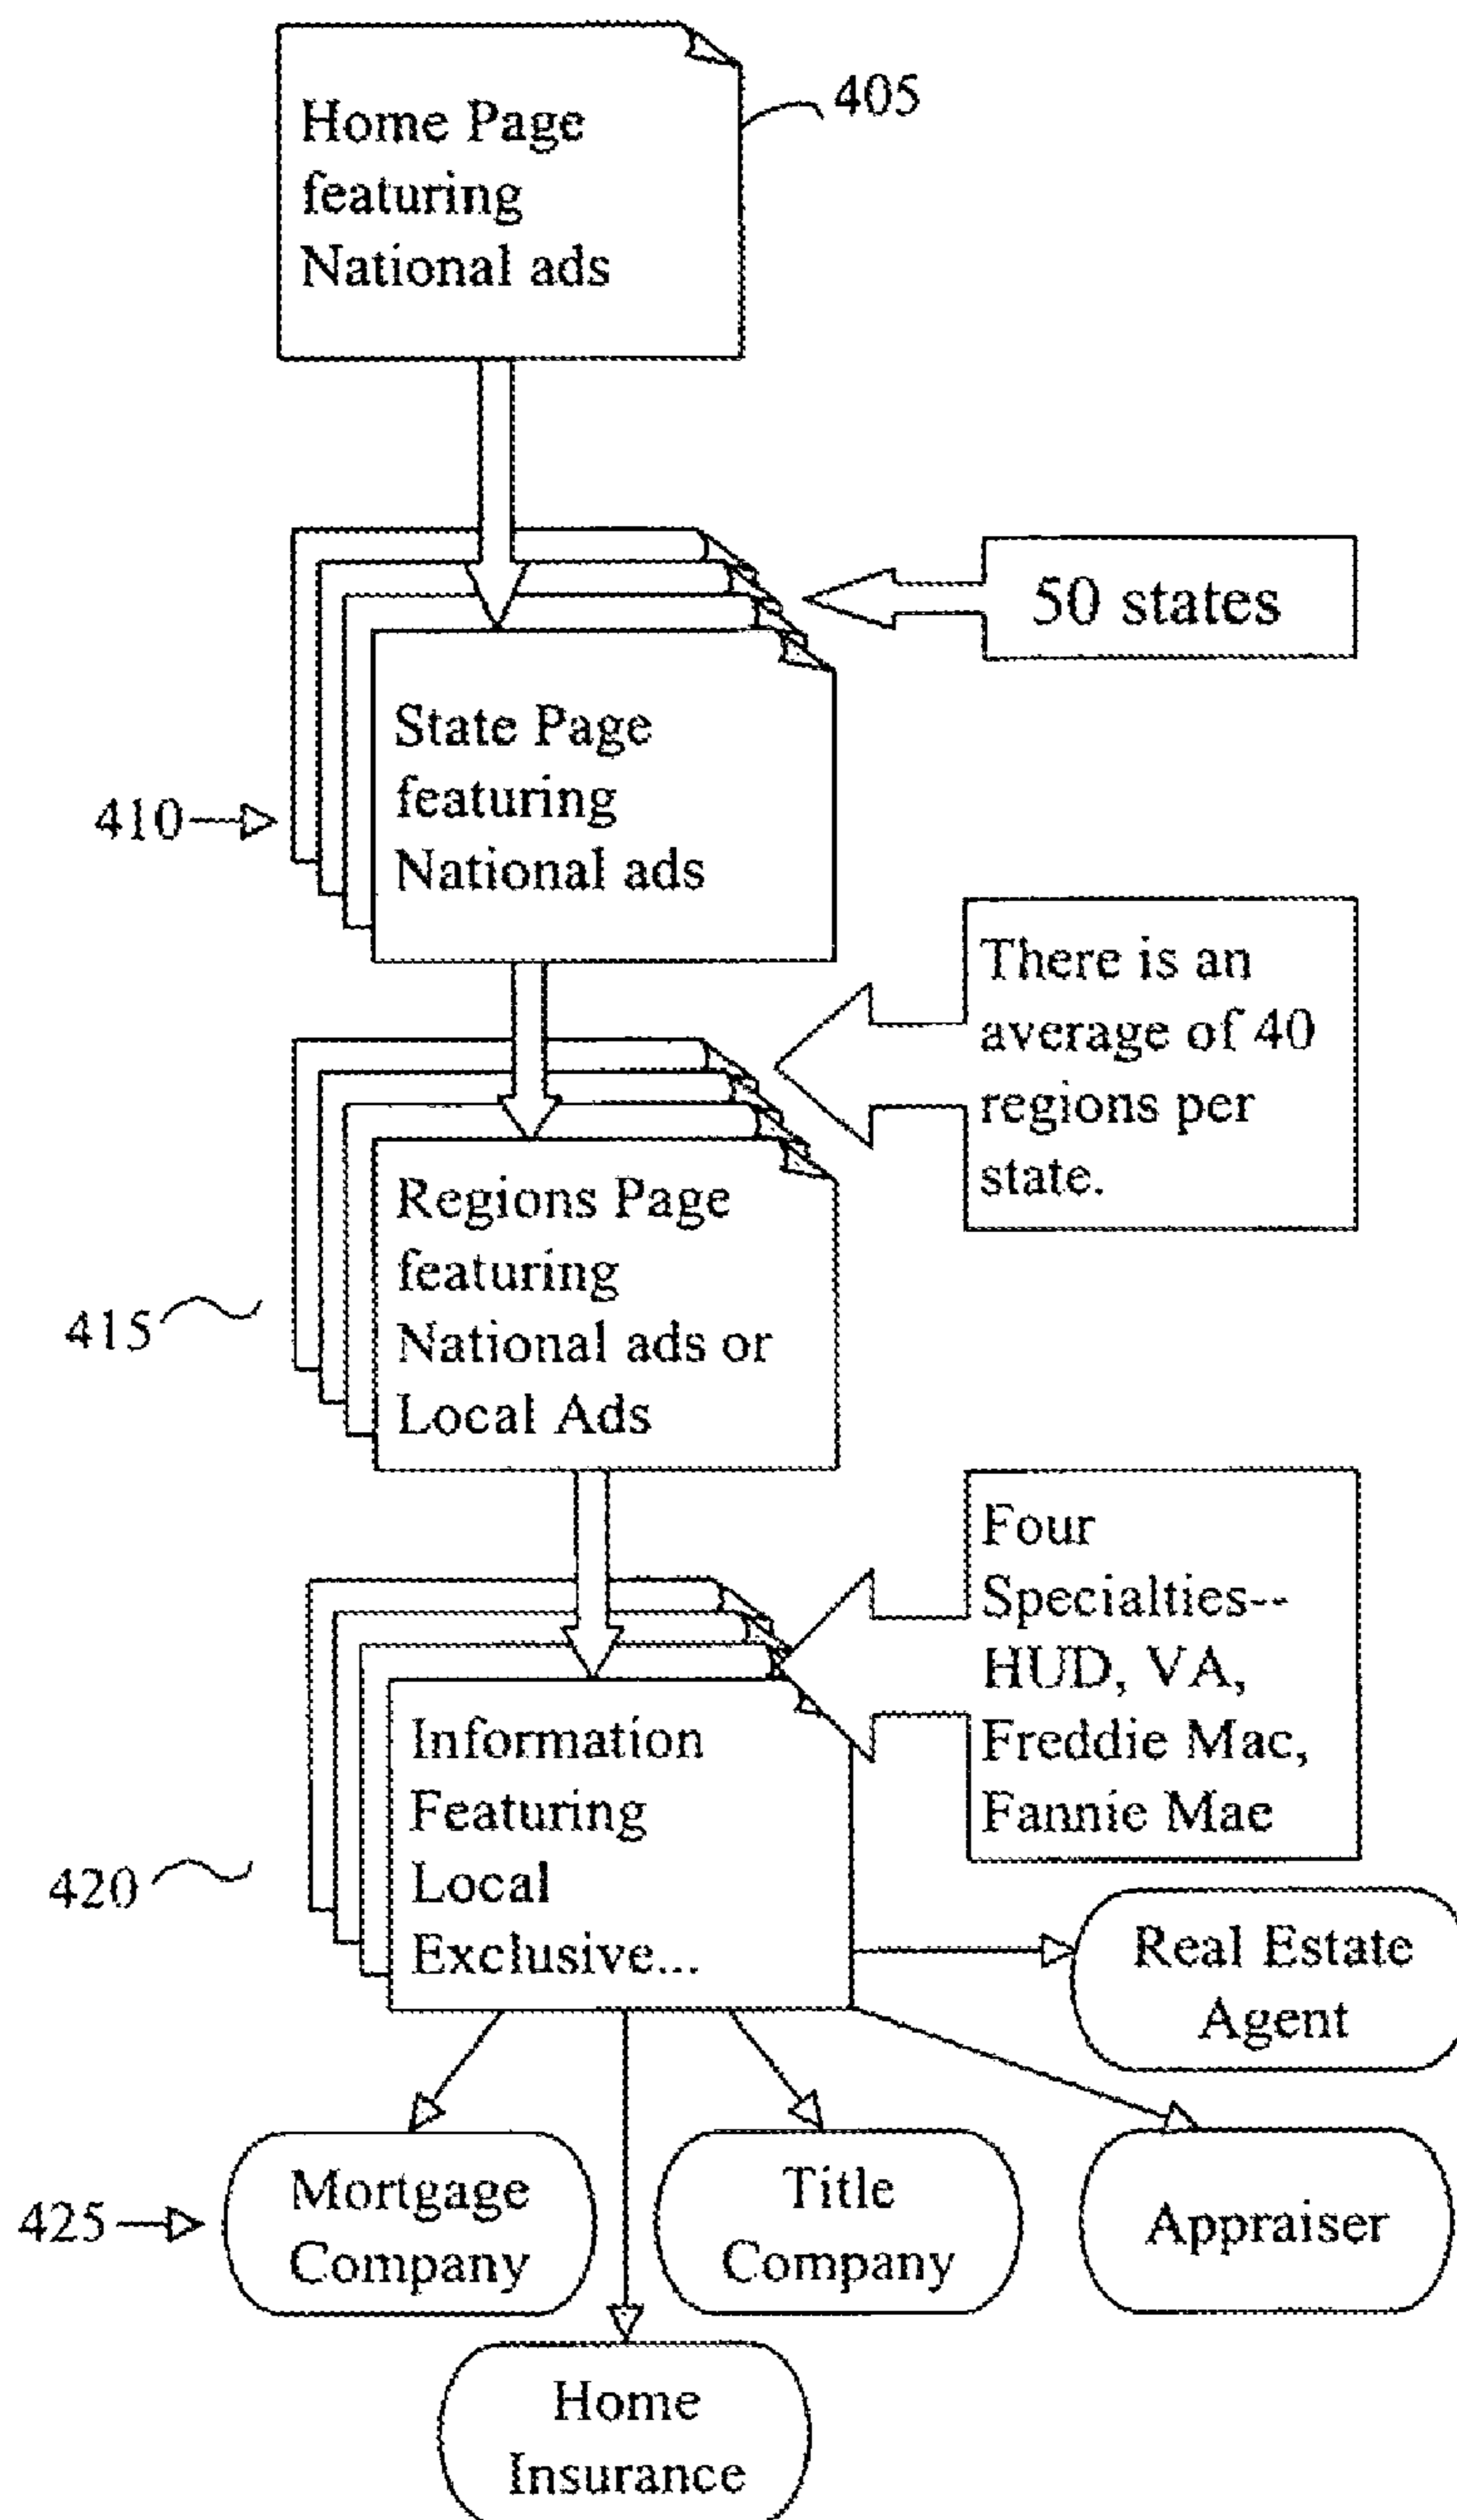 Home Page
featuring
National ads
405
50 states
State Page
featuring
National ads
410
There is an
average of 40
regions per
state.
Regions Page
featuring
National ads or
Local Ads
415
Four
Specialties--
HUD, VA,
Freddie Mac,
Fannie Mae
Information
Featuring
Local
Exclusive...
420
Real Estate
Agent
Mortgage
Company
425
Title
Company
Appraiser
Home
Insurance